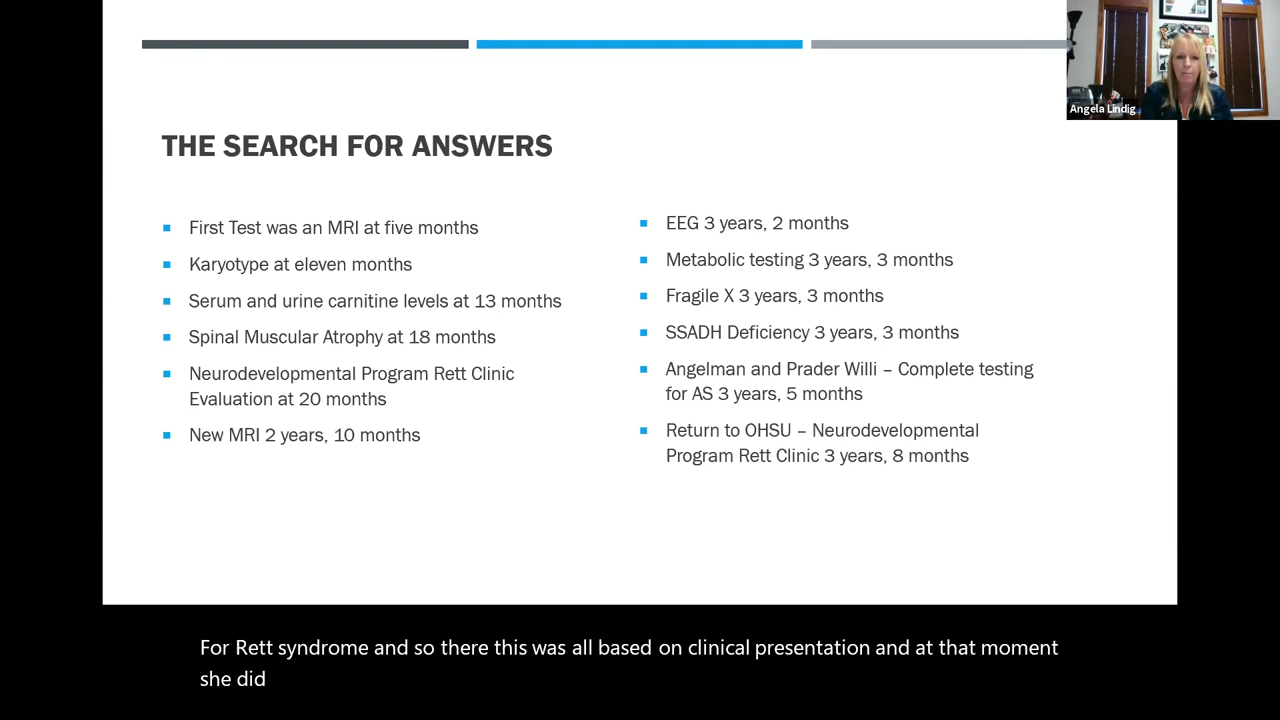 Angela Lindig
THE SEARCH FOR ANSWERS
First Test was an MRI at five months
Karyotype at eleven months
Serum and urine carnitine levels at 13 months
Spinal Muscular Atrophy at 18 months
Neurodevelopmental Program Rett Clinic
Evaluation at 20 months
New MRI 2 years, 10 months
EEG 3 years, 2 months
Metabolic testing 3 years, 3 months
Fragile X 3 years, 3 months
SSADH Deficiency 3 years, 3 months
Angelman and Prader Willi – Complete testing
for AS 3 years, 5 months
Return to OHSU – Neurodevelopmental
Program Rett Clinic 3 years, 8 months
For Rett syndrome and so there this was all based on clinical presentation and at that moment
she did